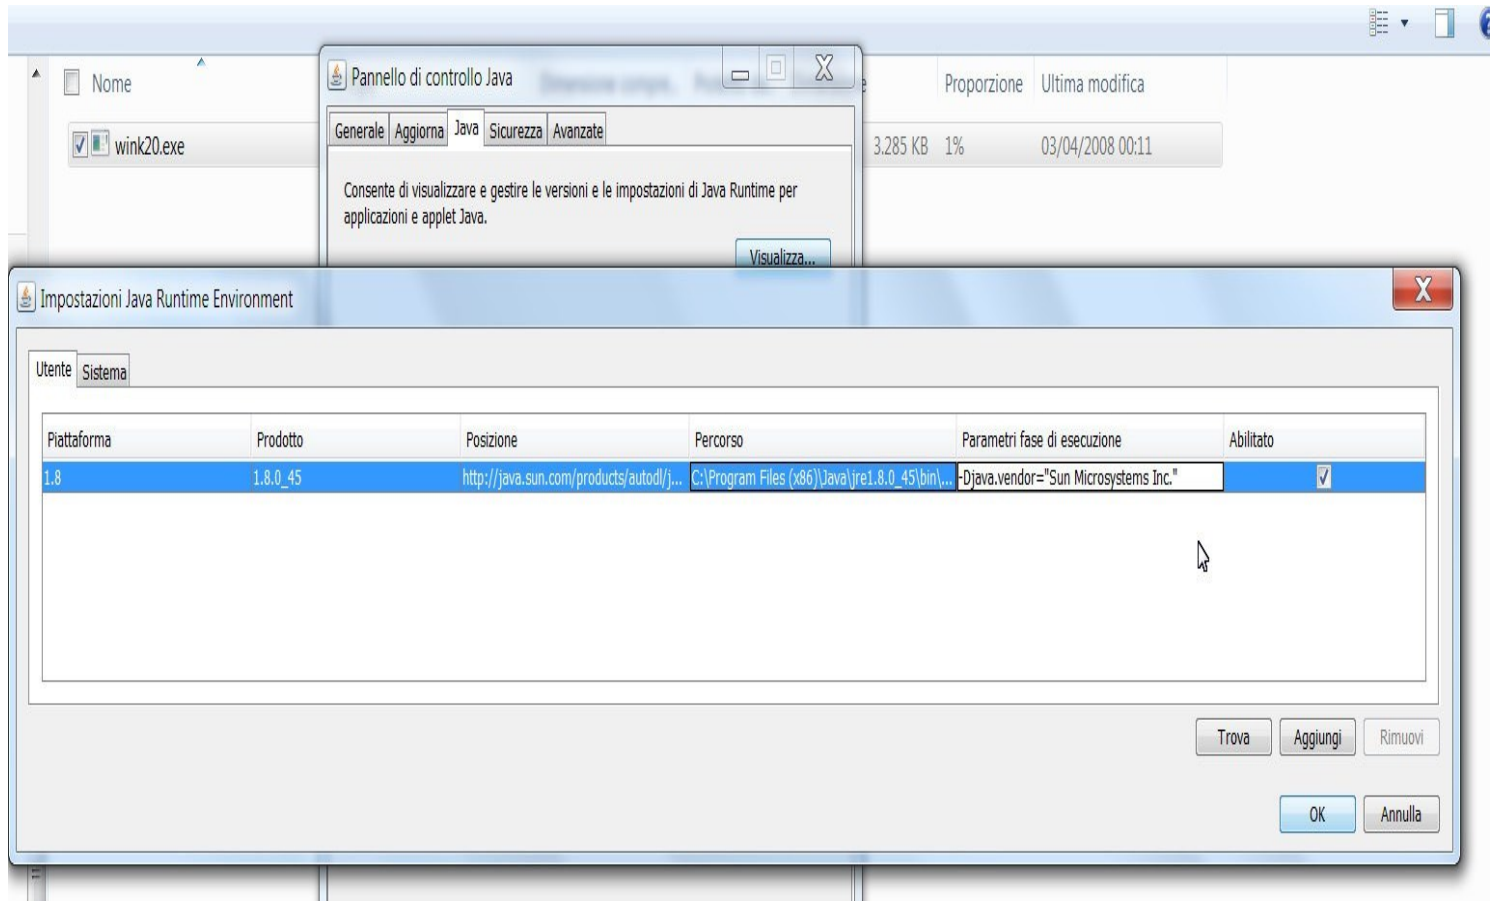 Nome
Proporzione
Ultima modifica
wink20.exe
3.285 KB
1%
03/04/2008 00:11
Pannello di controllo Java
Generale
Aggiorna
Java
Sicurezza
Avanzate
Consente di visualizzare e gestire le versioni e le impostazioni di Java Runtime per
applicazioni e applet Java.
Visualizza...
Impostazioni Java Runtime Environment
Utente
Sistema
Piattaforma
Prodotto
Posizione
Percorso
Parametri fase di esecuzione
Abilitato
1.8
1.8.0_45
http://java.sun.com/products/autodl/j...
C:\Program Files (x86)\Java\jre1.8.0_45\bin\...
-Djava.vendor="Sun Microsystems Inc."
Trova
Aggiungi
Rimuovi
OK
Annulla